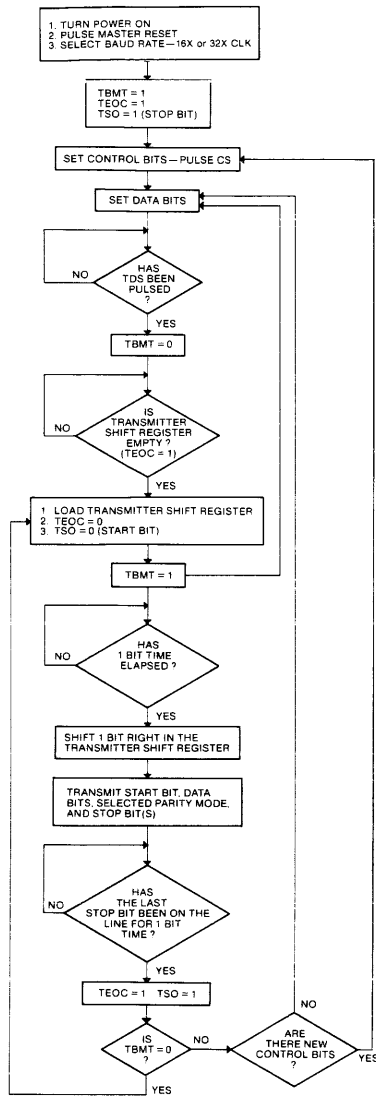 1. TURN POWER ON
2. PULSE MASTER RESET
3. SELECT BAUD RATE—16X or 32X CLK
TBMT = 1
TEOC = 1
TSO = 1 (STOP BIT)
SET CONTROL BITS — PULSE CS
SET DATA BITS
HAS
TDS BEEN
PULSED
?
NO
YES
TBMT = 0
IS
TRANSMITTER
SHIFT REGISTER
EMPTY ?
(TEOC = 1)
NO
YES
1 LOAD TRANSMITTER SHIFT REGISTER
2. TEOC = 0
3. TSO = 0 (START BIT)
TBMT = 1
HAS
1 BIT TIME
ELAPSED ?
NO
YES
SHIFT 1 BIT RIGHT IN THE
TRANSMITTER SHIFT REGISTER
TRANSMIT START BIT, DATA
BITS, SELECTED PARITY MODE,
AND STOP BIT(S)
HAS
THE LAST
STOP BIT BEEN ON THE
LINE FOR 1 BIT
TIME ?
NO
YES
TEOC = 1 TSO = 1
IS
TBMT = 0
?
NO
YES
ARE
THERE NEW
CONTROL BITS
?
NO
YES